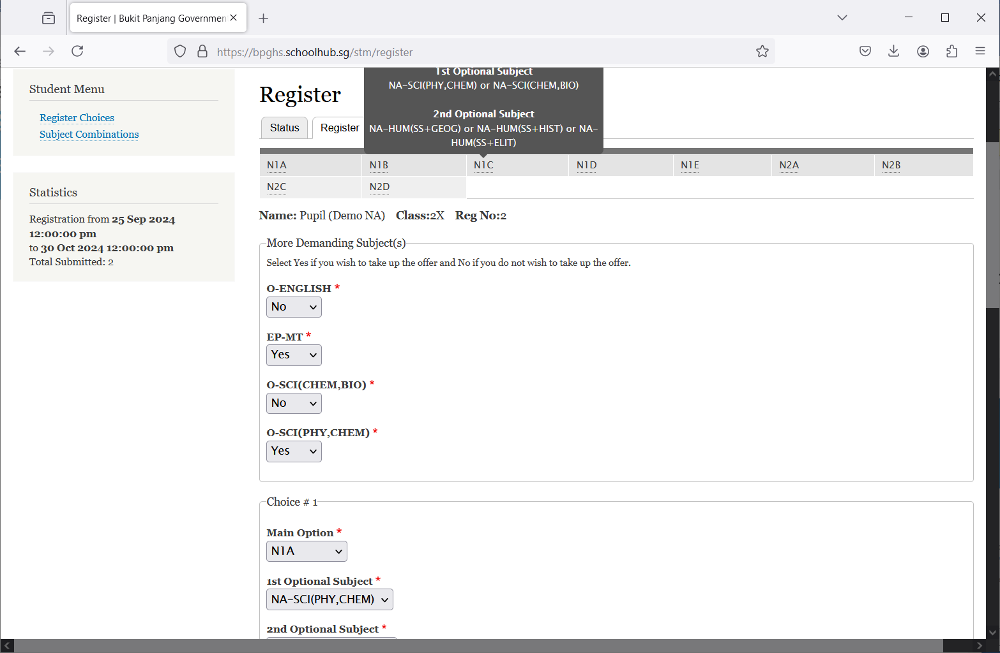 Register | Bukit Panjang Governmen
https://bpghs.schoolhub.sg/stm/register
Student Menu
Register Choices
Subject Combinations
Statistics
Registration from 25 Sep 2024
12:00:00 pm
to 30 Oct 2024 12:00:00 pm
Total Submitted: 2
Register
Status
Register
1st Optional Subject
NA-SCI(PHY,CHEM) or NA-SCI(CHEM,BIO)
2nd Optional Subject
NA-HUM(SS+GEOG) or NA-HUM(SS+HIST) or NA-
HUM(SS+ELIT)
N1A N1B N1C N1D N1E N2A N2B
N2C N2D
Name: Pupil (Demo NA) Class:2X Reg No:2
More Demanding Subject(s)
Select Yes if you wish to take up the offer and No if you do not wish to take up the offer.
O-ENGLISH *
No
EP-MT *
Yes
O-SCI(CHEM,BIO) *
No
O-SCI(PHY,CHEM) *
Yes
Choice # 1
Main Option *
N1A
1st Optional Subject *
NA-SCI(PHY,CHEM)
2nd Optional Subject *